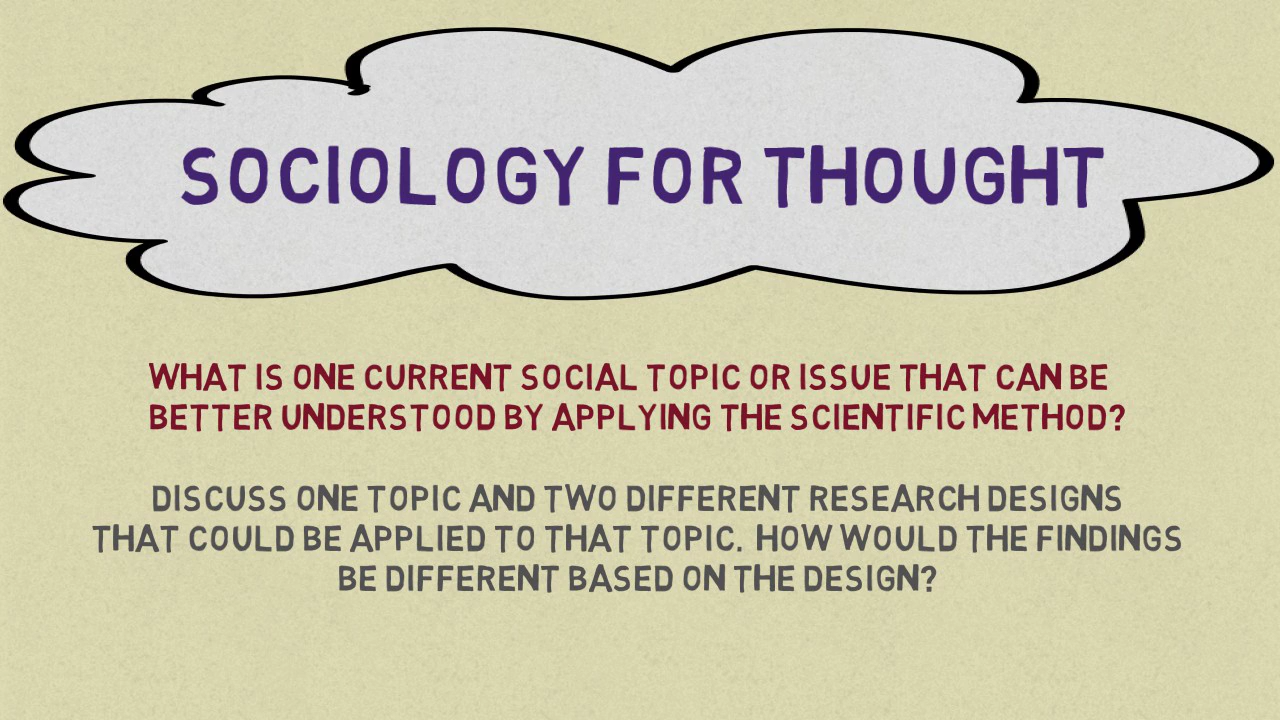 SOCIOLOGY FOR THOUGHT
WHAT IS ONE CURRENT SOCIAL TOPIC OR ISSUE THAT CAN BE
BETTER UNDERSTOOD BY APPLYING THE SCIENTIFIC METHOD?
DISCUSS ONE TOPIC AND TWO DIFFERENT RESEARCH DESIGNS
THAT COULD BE APPLIED TO THAT TOPIC. HOW WOULD THE FINDINGS
BE DIFFERENT BASED ON THE DESIGN?